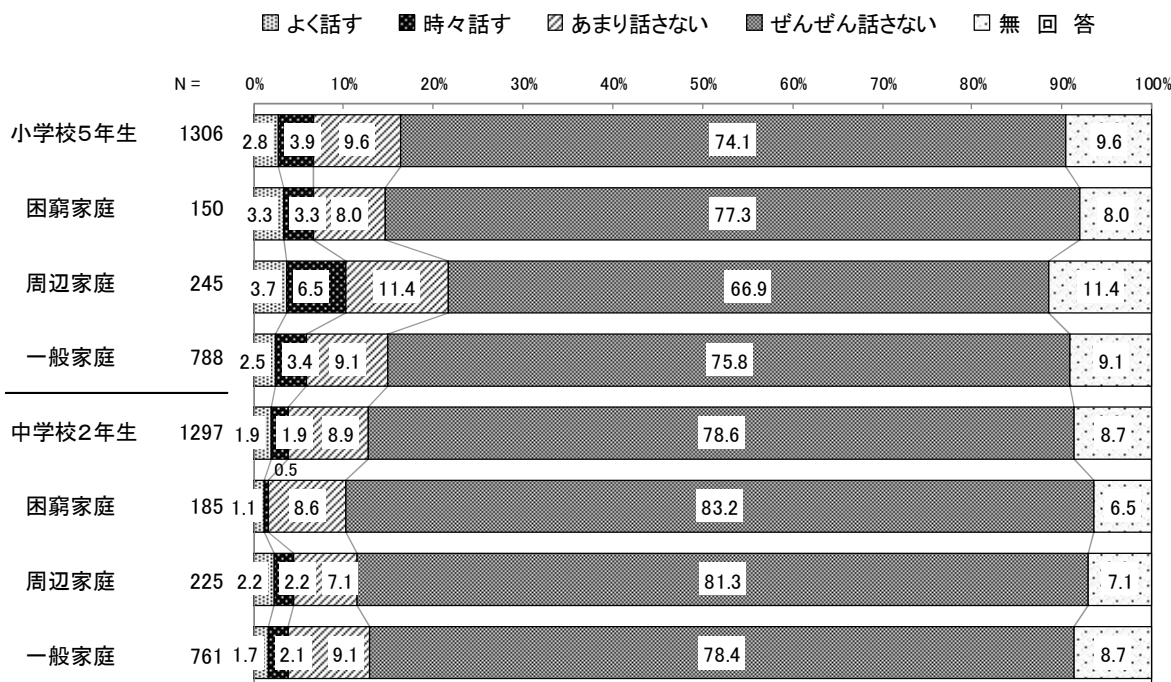 よく話す 時々話す あまり話さない ぜんぜん話さない 無 回 答
N = 0% 10% 20% 30% 40% 50% 60% 70% 80% 90% 100%
小学校5年生 1306 2.8 3.9 9.6 74.1 9.6
困窮家庭 150 3.3 3.3 8.0 77.3 8.0
周辺家庭 245 3.7 6.5 11.4 66.9 11.4
一般家庭 788 2.5 3.4 9.1 75.8 9.1
中学校2年生 1297 1.9 1.9 8.9 78.6 8.7
0.5
困窮家庭 185 1.1 8.6 83.2 6.5
周辺家庭 225 2.2 2.2 7.1 81.3 7.1
一般家庭 761 1.7 2.1 9.1 78.4 8.7